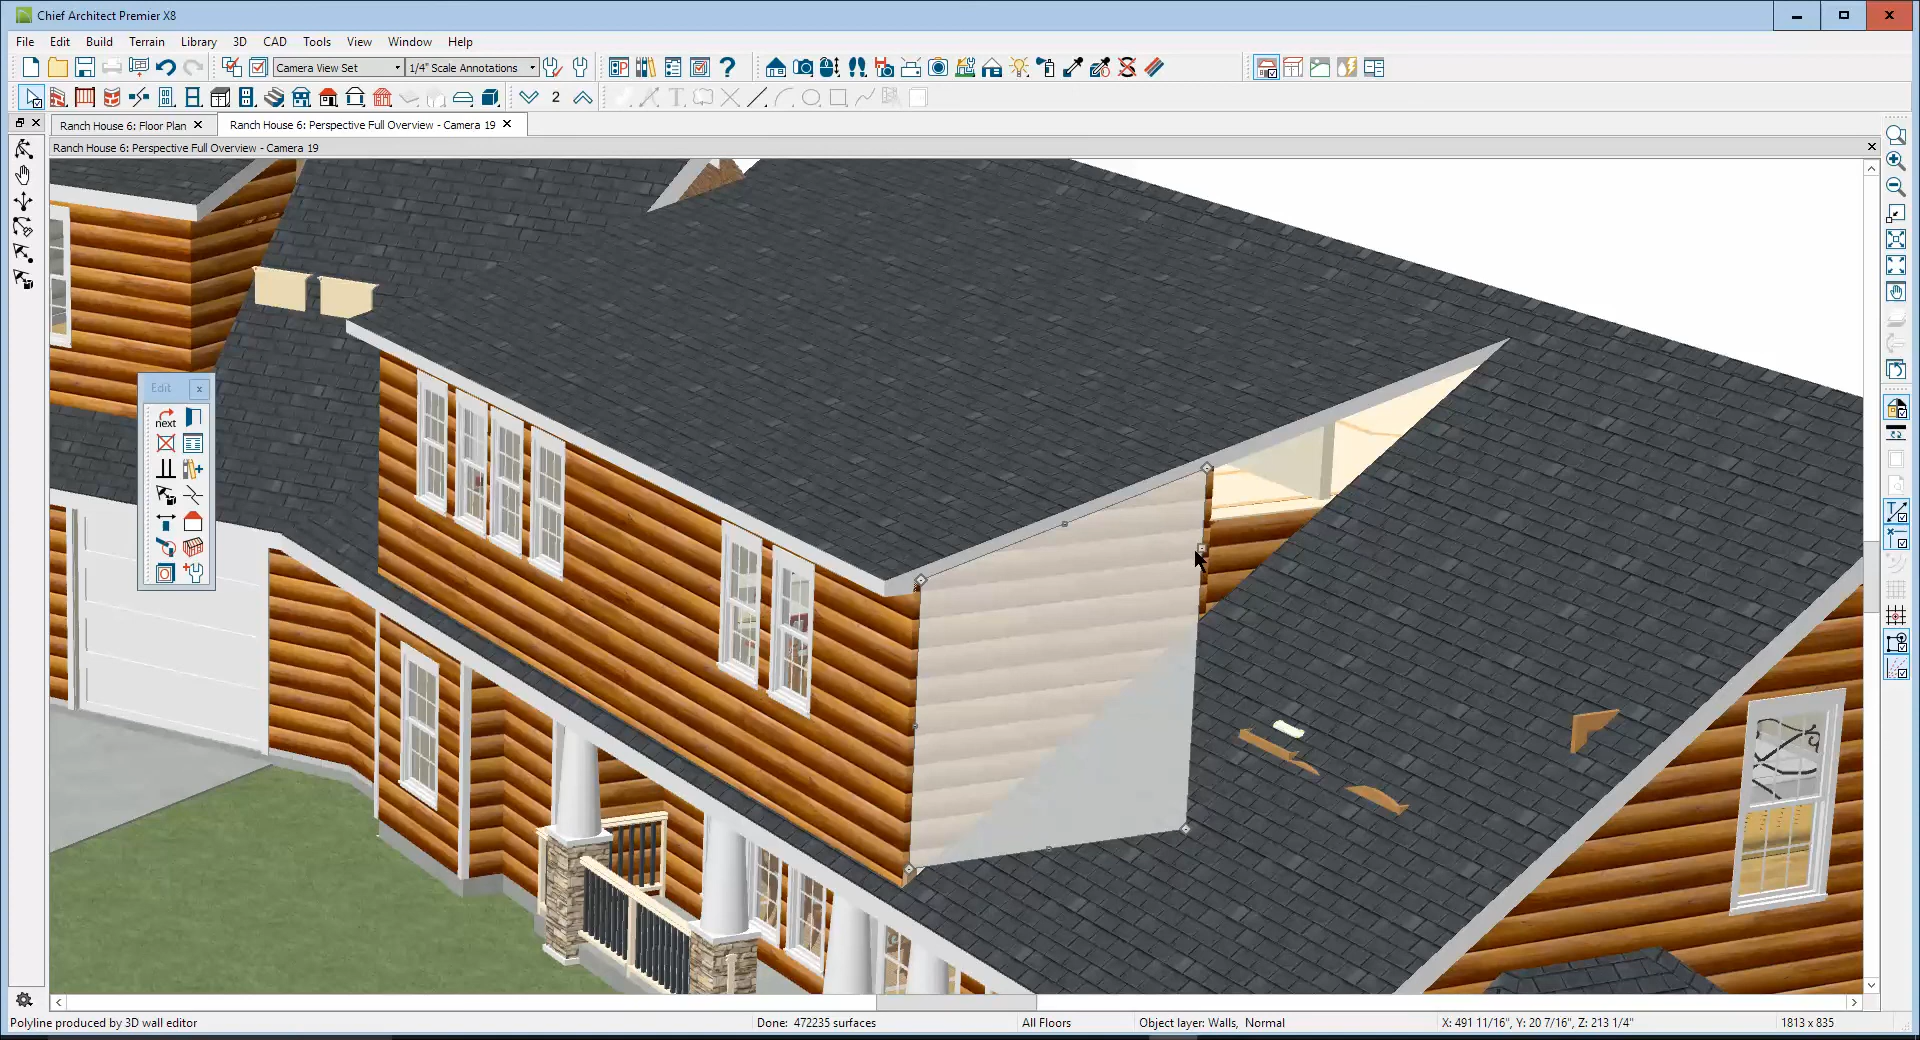 Chief Architect Premier X8
File Edit Build Terrain Library 3D CAD Tools View Window Help
Camera View Set 1/4" Scale Annotations
2
Ranch House 6: Floor Plan Ranch House 6: Perspective Full Overview - Camera 19
Ranch House 6: Perspective Full Overview - Camera 19
Edit
next
Polyline produced by 3D wall editor Done: 472235 surfaces All Floors Object layer: Walls, Normal X: 491 11/16", Y: 20 7/16", Z: 213 1/4" 1813 x 835